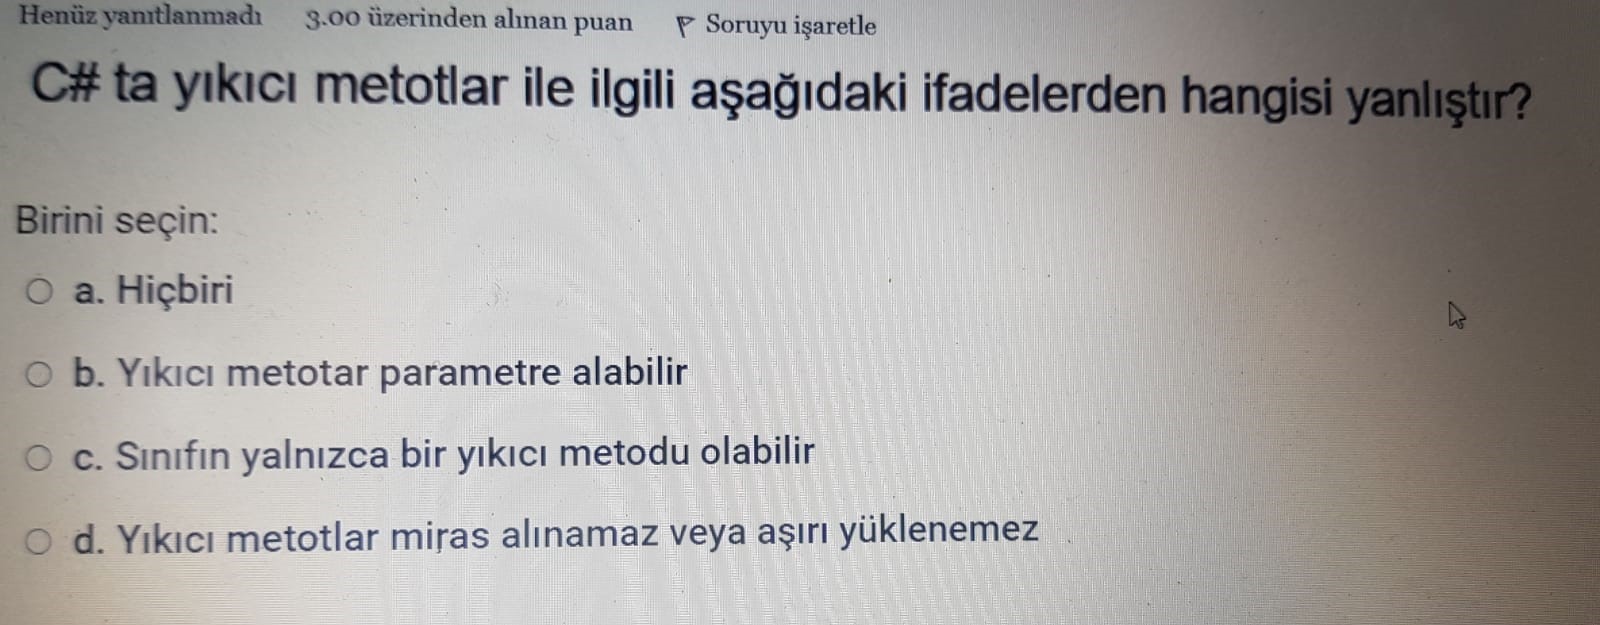 Henüz yanıtlanmadı 3.00 üzerinden alınan puan Soruyu işaretle
C# ta yıkıcı metotlar ile ilgili aşağıdaki ifadelerden hangisi yanlıştır?
Birini seçin:
a. Hiçbiri
b. Yıkıcı metotar parametre alabilir
c. Sınıfın yalnızca bir yıkıcı metodu olabilir
d. Yıkıcı metotlar miras alınamaz veya aşırı yüklenemez